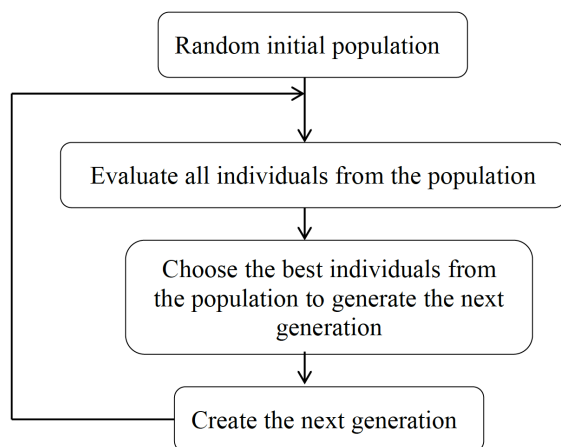 Random initial population
Evaluate all individuals from the population
Choose the best individuals from
the population to generate the next
generation
Create the next generation